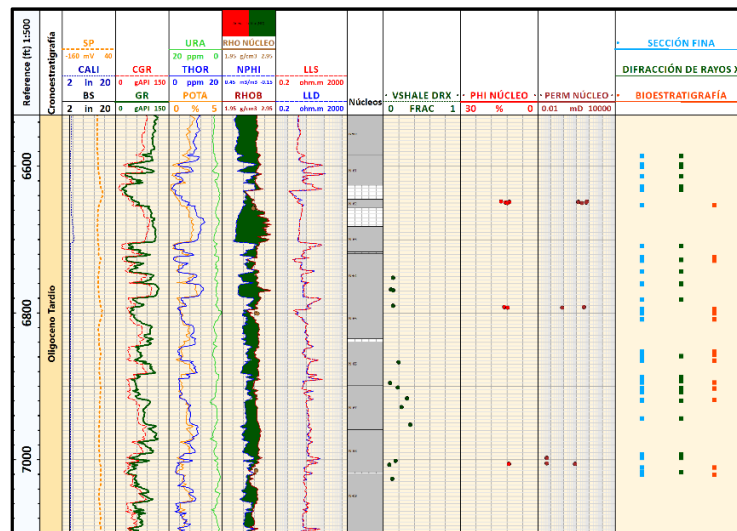 Reference (ft) 1:500
Cronoestratigrafía
SP
-160 mV 40
CALI
2 in 20
BS
2 in 20
CGR
0 gAPI 150
GR
0 gAPI 150
URA
20 ppm 0
THOR
0 ppm 20
POTA
0 % 5
RHO NÚCLEO
1.95 g/cm3 2.95
NPHI
0.45 m3/m3 -0.15
RHOB
1.95 g/cm3 2.95
LLS
0.2 ohm.m 2000
LLD
0.2 ohm.m 2000
Núcleos
VSHALE DRX
0 FRAC 1
PHI NÚCLEO
30 % 0
PERM NÚCLEO
0.01 mD 10000
SECCIÓN FINA
DIFRACCIÓN DE RAYOS X
BIOESTRATIGRAFÍA
6600
6800
7000
Oligoceno Tardío